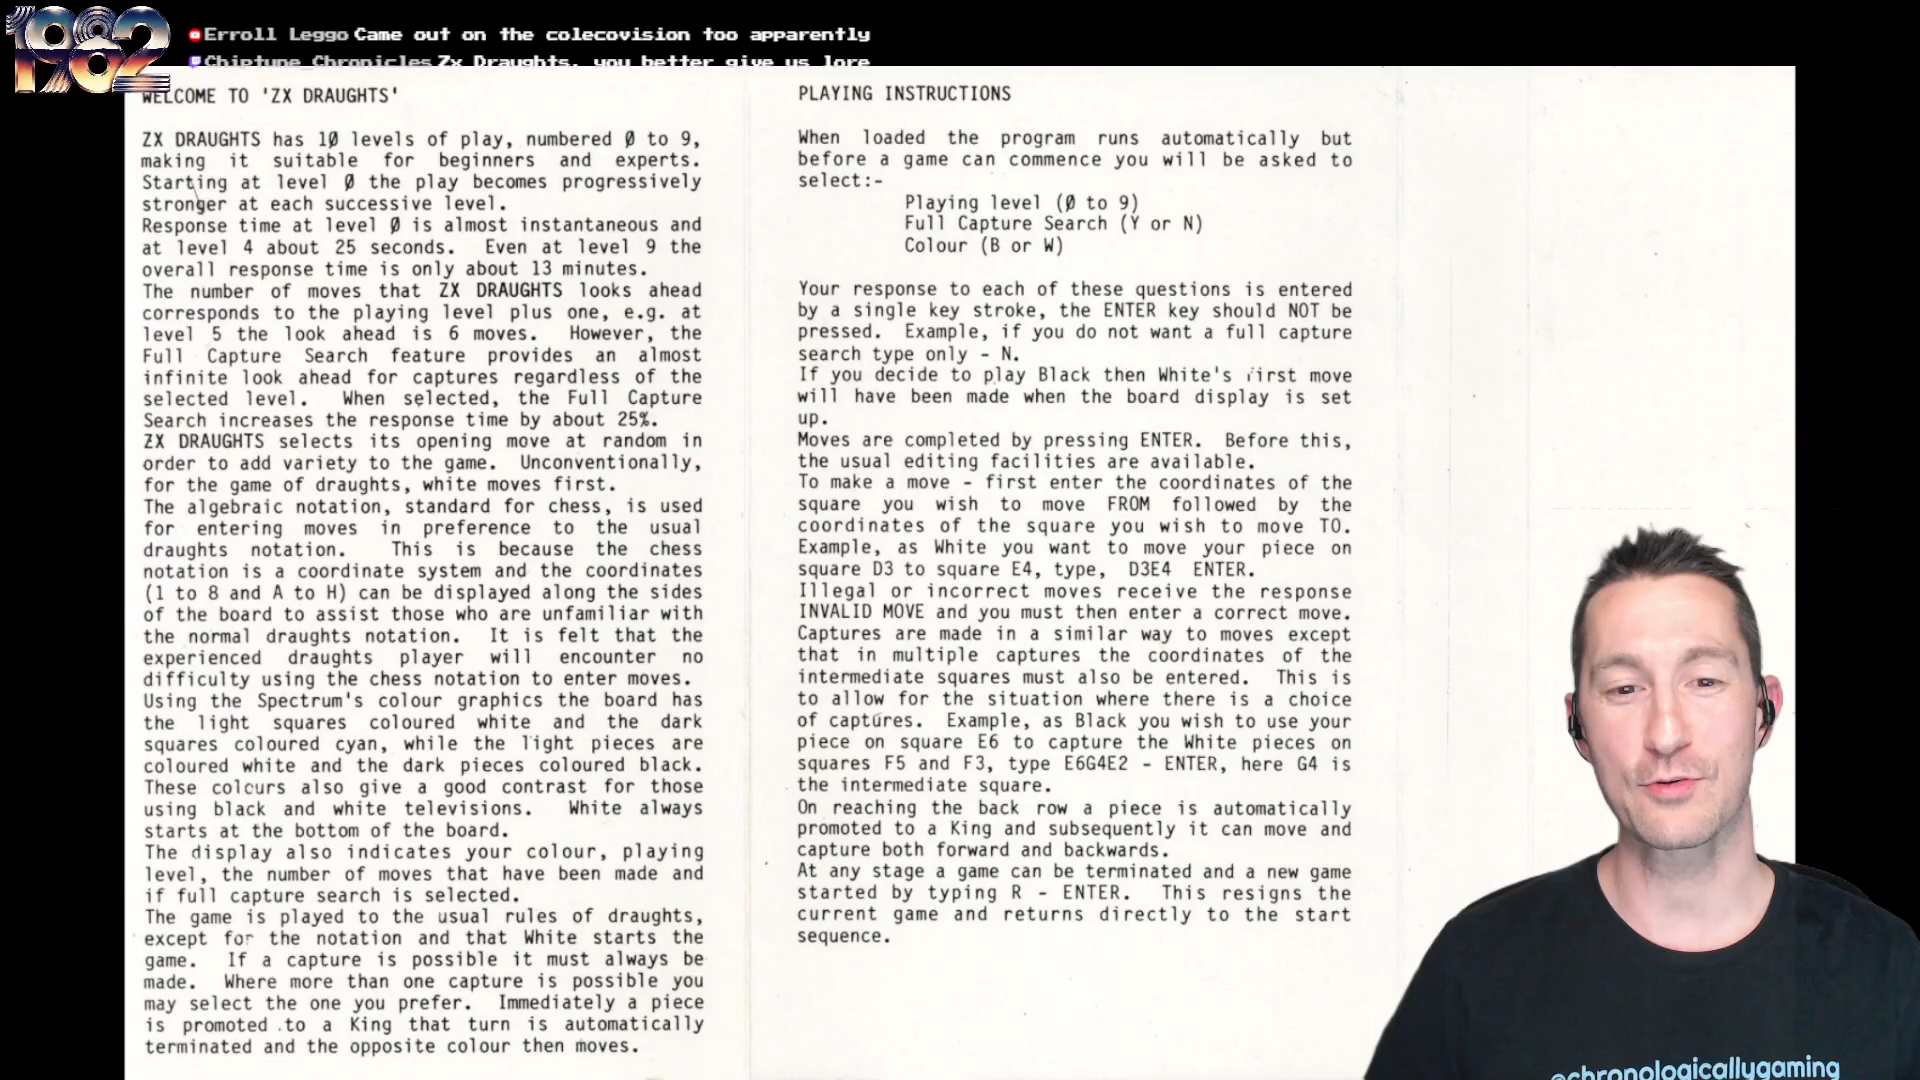 1982
Erroll Leggo Came out on the colecovision too apparently
Chiptune_Chronicles Zx Draughts, you better give us lore
WELCOME TO 'ZX DRAUGHTS'
ZX DRAUGHTS has 10 levels of play, numbered 0 to 9,
making it suitable for beginners and experts.
Starting at level 0 the play becomes progressively
stronger at each successive level.
Response time at level 0 is almost instantaneous and
at level 4 about 25 seconds. Even at level 9 the
overall response time is only about 13 minutes.
The number of moves that ZX DRAUGHTS looks ahead
corresponds to the playing level plus one, e.g. at
level 5 the look ahead is 6 moves. However, the
Full Capture Search feature provides an almost
infinite look ahead for captures regardless of the
selected level. When selected, the Full Capture
Search increases the response time by about 25%.
ZX DRAUGHTS selects its opening move at random in
order to add variety to the game. Unconventionally,
for the game of draughts, white moves first.
The algebraic notation, standard for chess, is used
for entering moves in preference to the usual
draughts notation. This is because the chess
notation is a coordinate system and the coordinates
(1 to 8 and A to H) can be displayed along the sides
of the board to assist those who are unfamiliar with
the normal draughts notation. It is felt that the
experienced draughts player will encounter no
difficulty using the chess notation to enter moves.
Using the Spectrum's colour graphics the board has
the light squares coloured white and the dark
squares coloured cyan, while the light pieces are
coloured white and the dark pieces coloured black.
These colours also give a good contrast for those
using black and white televisions. White always
starts at the bottom of the board.
The display also indicates your colour, playing
level, the number of moves that have been made and
if full capture search is selected.
The game is played to the usual rules of draughts,
except for the notation and that White starts the
game. If a capture is possible it must always be
made. Where more than one capture is possible you
may select the one you prefer. Immediately a piece
is promoted to a King that turn is automatically
terminated and the opposite colour then moves.
PLAYING INSTRUCTIONS
When loaded the program runs automatically but
before a game can commence you will be asked to
select:-
Playing level (0 to 9)
Full Capture Search (Y or N)
Colour (B or W)
Your response to each of these questions is entered
by a single key stroke, the ENTER key should NOT be
pressed. Example, if you do not want a full capture
search type only - N.
If you decide to play Black then White's first move
will have been made when the board display is set
up.
Moves are completed by pressing ENTER. Before this,
the usual editing facilities are available.
To make a move - first enter the coordinates of the
square you wish to move FROM followed by the
coordinates of the square you wish to move TO.
Example, as White you want to move your piece on
square D3 to square E4, type, D3E4 ENTER.
Illegal or incorrect moves receive the response
INVALID MOVE and you must then enter a correct move.
Captures are made in a similar way to moves except
that in multiple captures the coordinates of the
intermediate squares must also be entered. This is
to allow for the situation where there is a choice
of captures. Example, as Black you wish to use your
piece on square E6 to capture the White pieces on
squares F5 and F3, type E6G4E2 - ENTER, here G4 is
the intermediate square.
On reaching the back row a piece is automatically
promoted to a King and subsequently it can move and
capture both forward and backwards.
At any stage a game can be terminated and a new game
started by typing R - ENTER. This resigns the
current game and returns directly to the start
sequence.
@chronologicallygaming